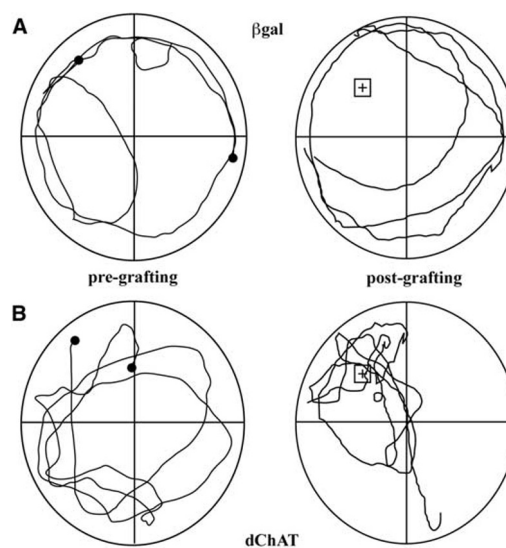 A
βgal
pre-grafting
post-grafting
B
dChAT